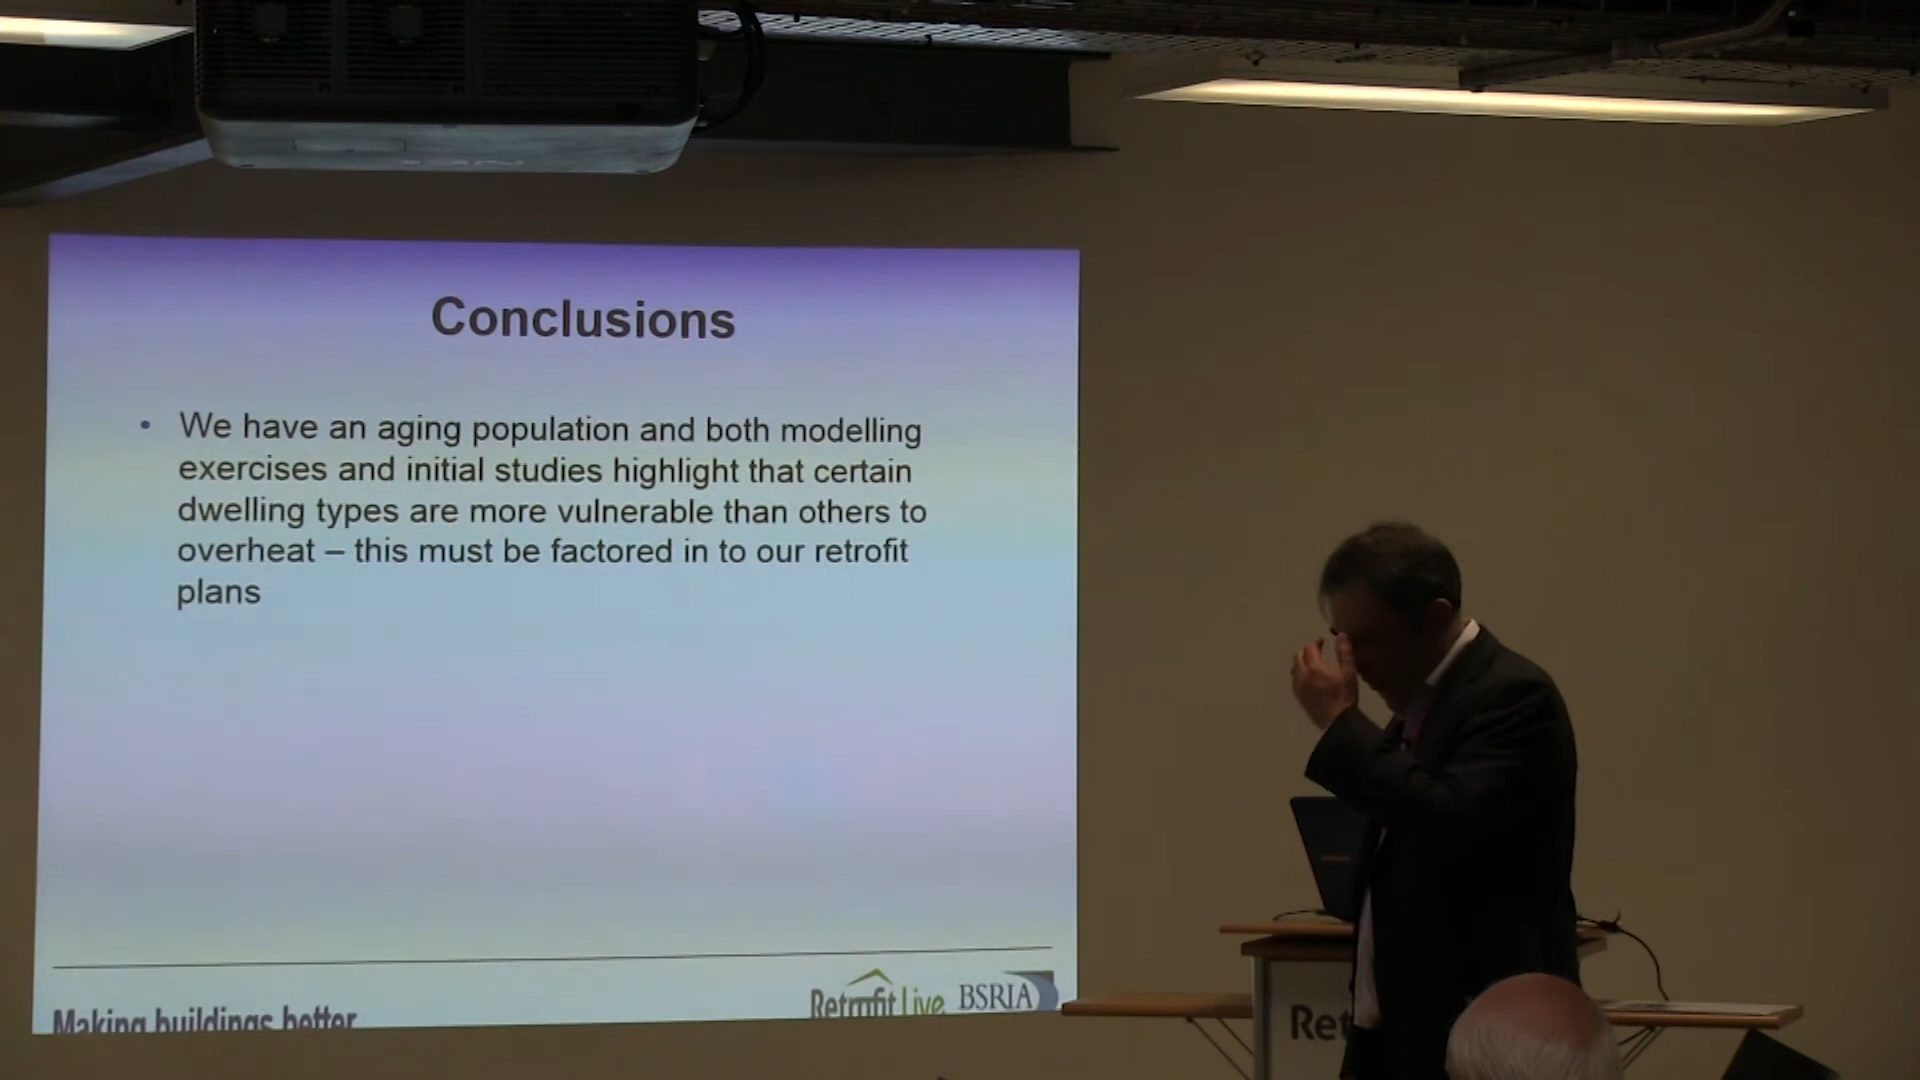 Conclusions
• We have an aging population and both modelling
exercises and initial studies highlight that certain
dwelling types are more vulnerable than others to
overheat – this must be factored in to our retrofit
plans
Making buildings better
Retrofit Live
BSRIA
Ret